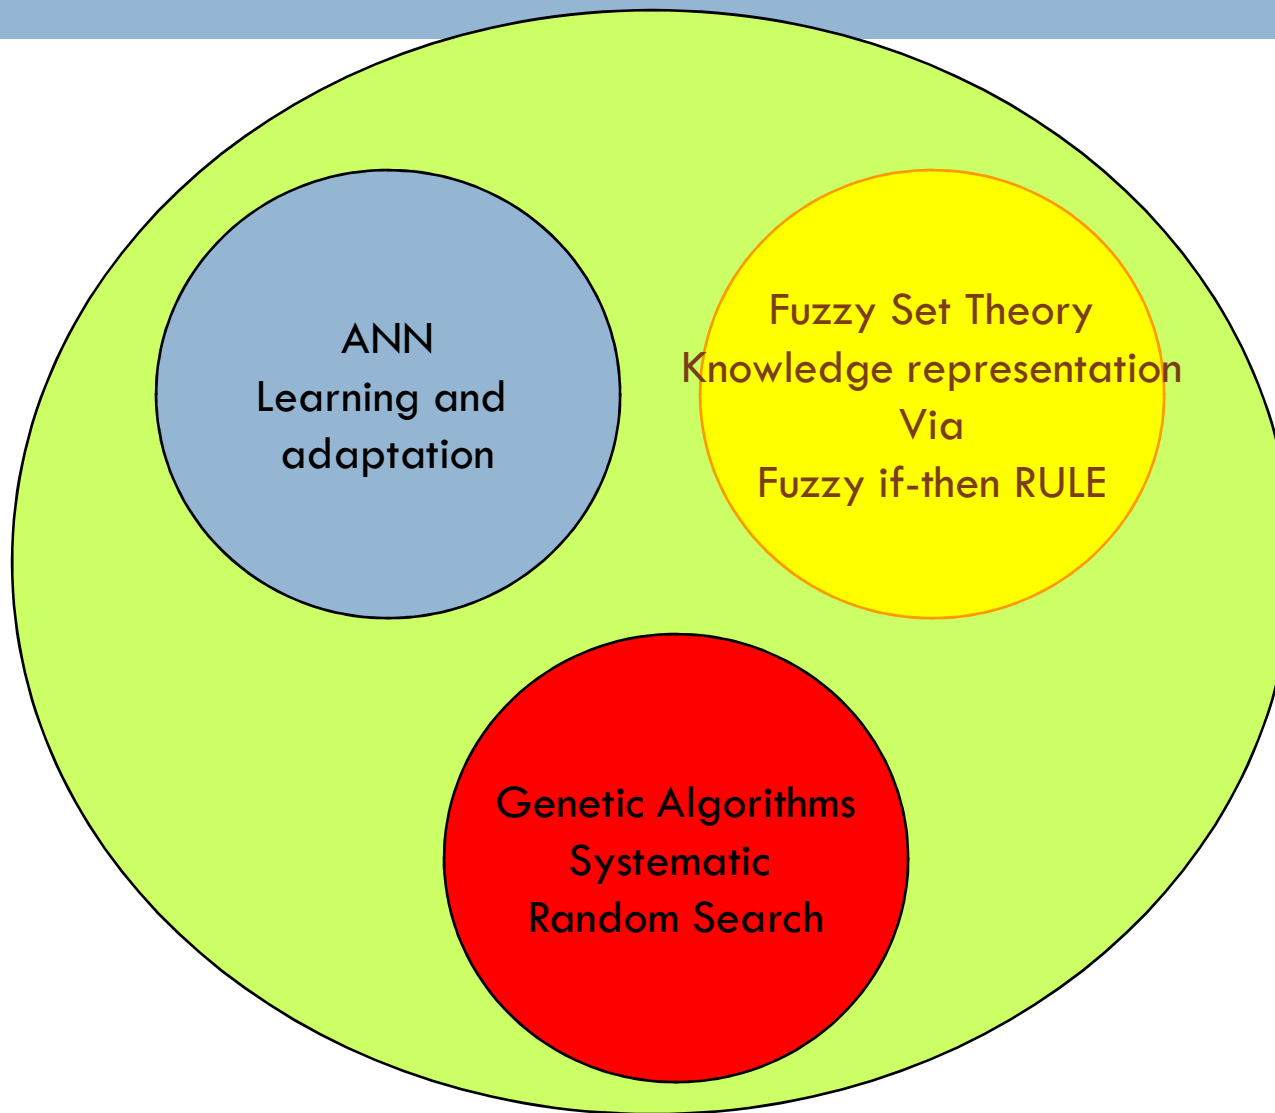 ANN
Learning and
adaptation
Fuzzy Set Theory
Knowledge representation
Via
Fuzzy if-then RULE
Genetic Algorithms
Systematic
Random Search